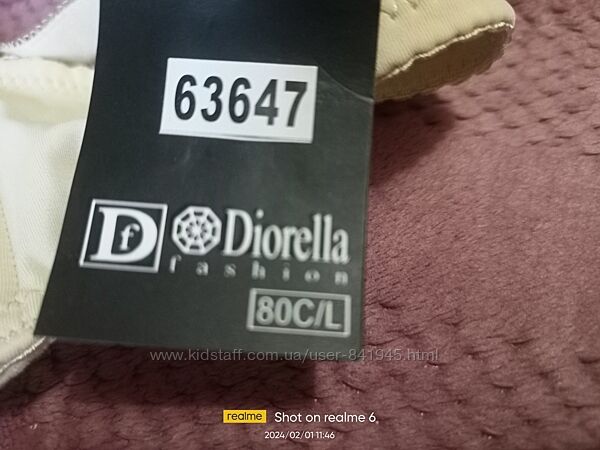 63647
Df Diorella
fashion
80C/L
www.kidstaff.com.ua/user-841945.html
realme Shot on realme 6
2024/02/01 11:46